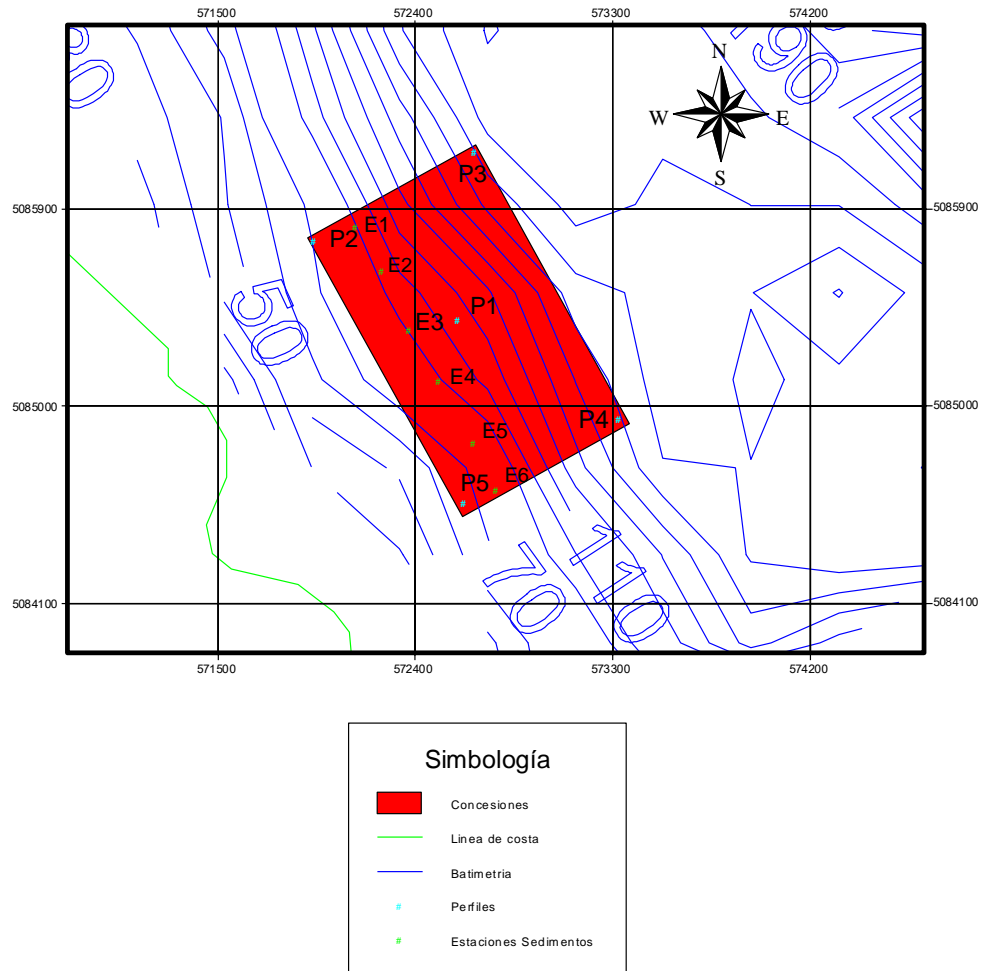 571500 572400 573300 574200
N
W E
S
P3
5085900 5085900
E1
P2
E2
50
P1
E3
E4
5085000 5085000
P4
E5
P5 E6
70
110
5084100 5084100
571500 572400 573300 574200
Simbología
Concesiones
Linea de costa
Batimetria
# Perfiles
# Estaciones Sedimentos